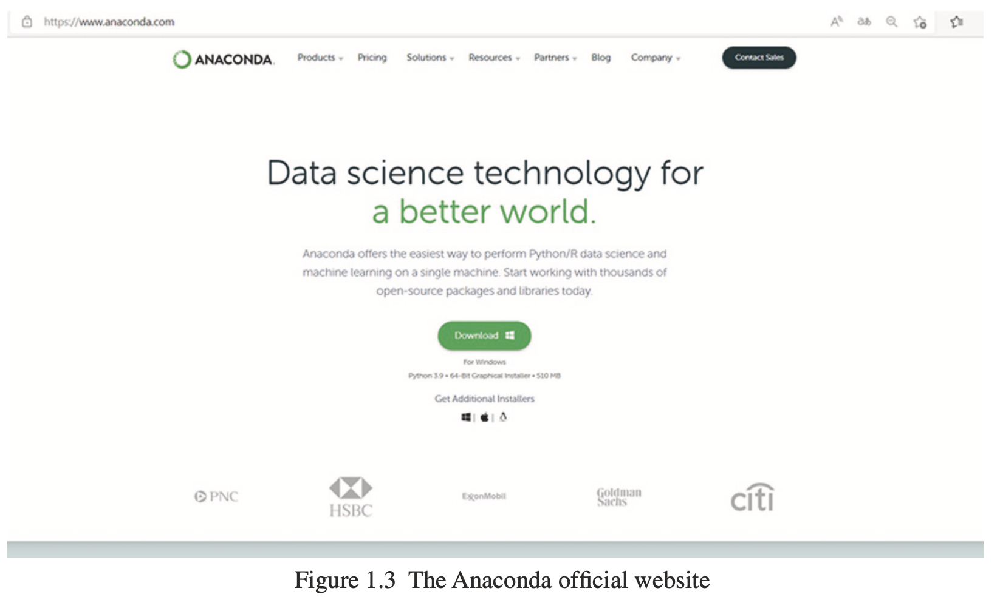 https://www.anaconda.com
ANACONDA.
Products Pricing Solutions Resources Partners Blog Company Contact Sales
Data science technology for
a better world.
Anaconda offers the easiest way to perform Python/R data science and
machine learning on a single machine. Start working with thousands of
open-source packages and libraries today.
Download
For Windows
Python 3.9 • 64-Bit Graphical Installer • 510 MB
Get Additional Installers
PNC HSBC ExxonMobil Goldman Sachs citi
Figure 1.3 The Anaconda official website